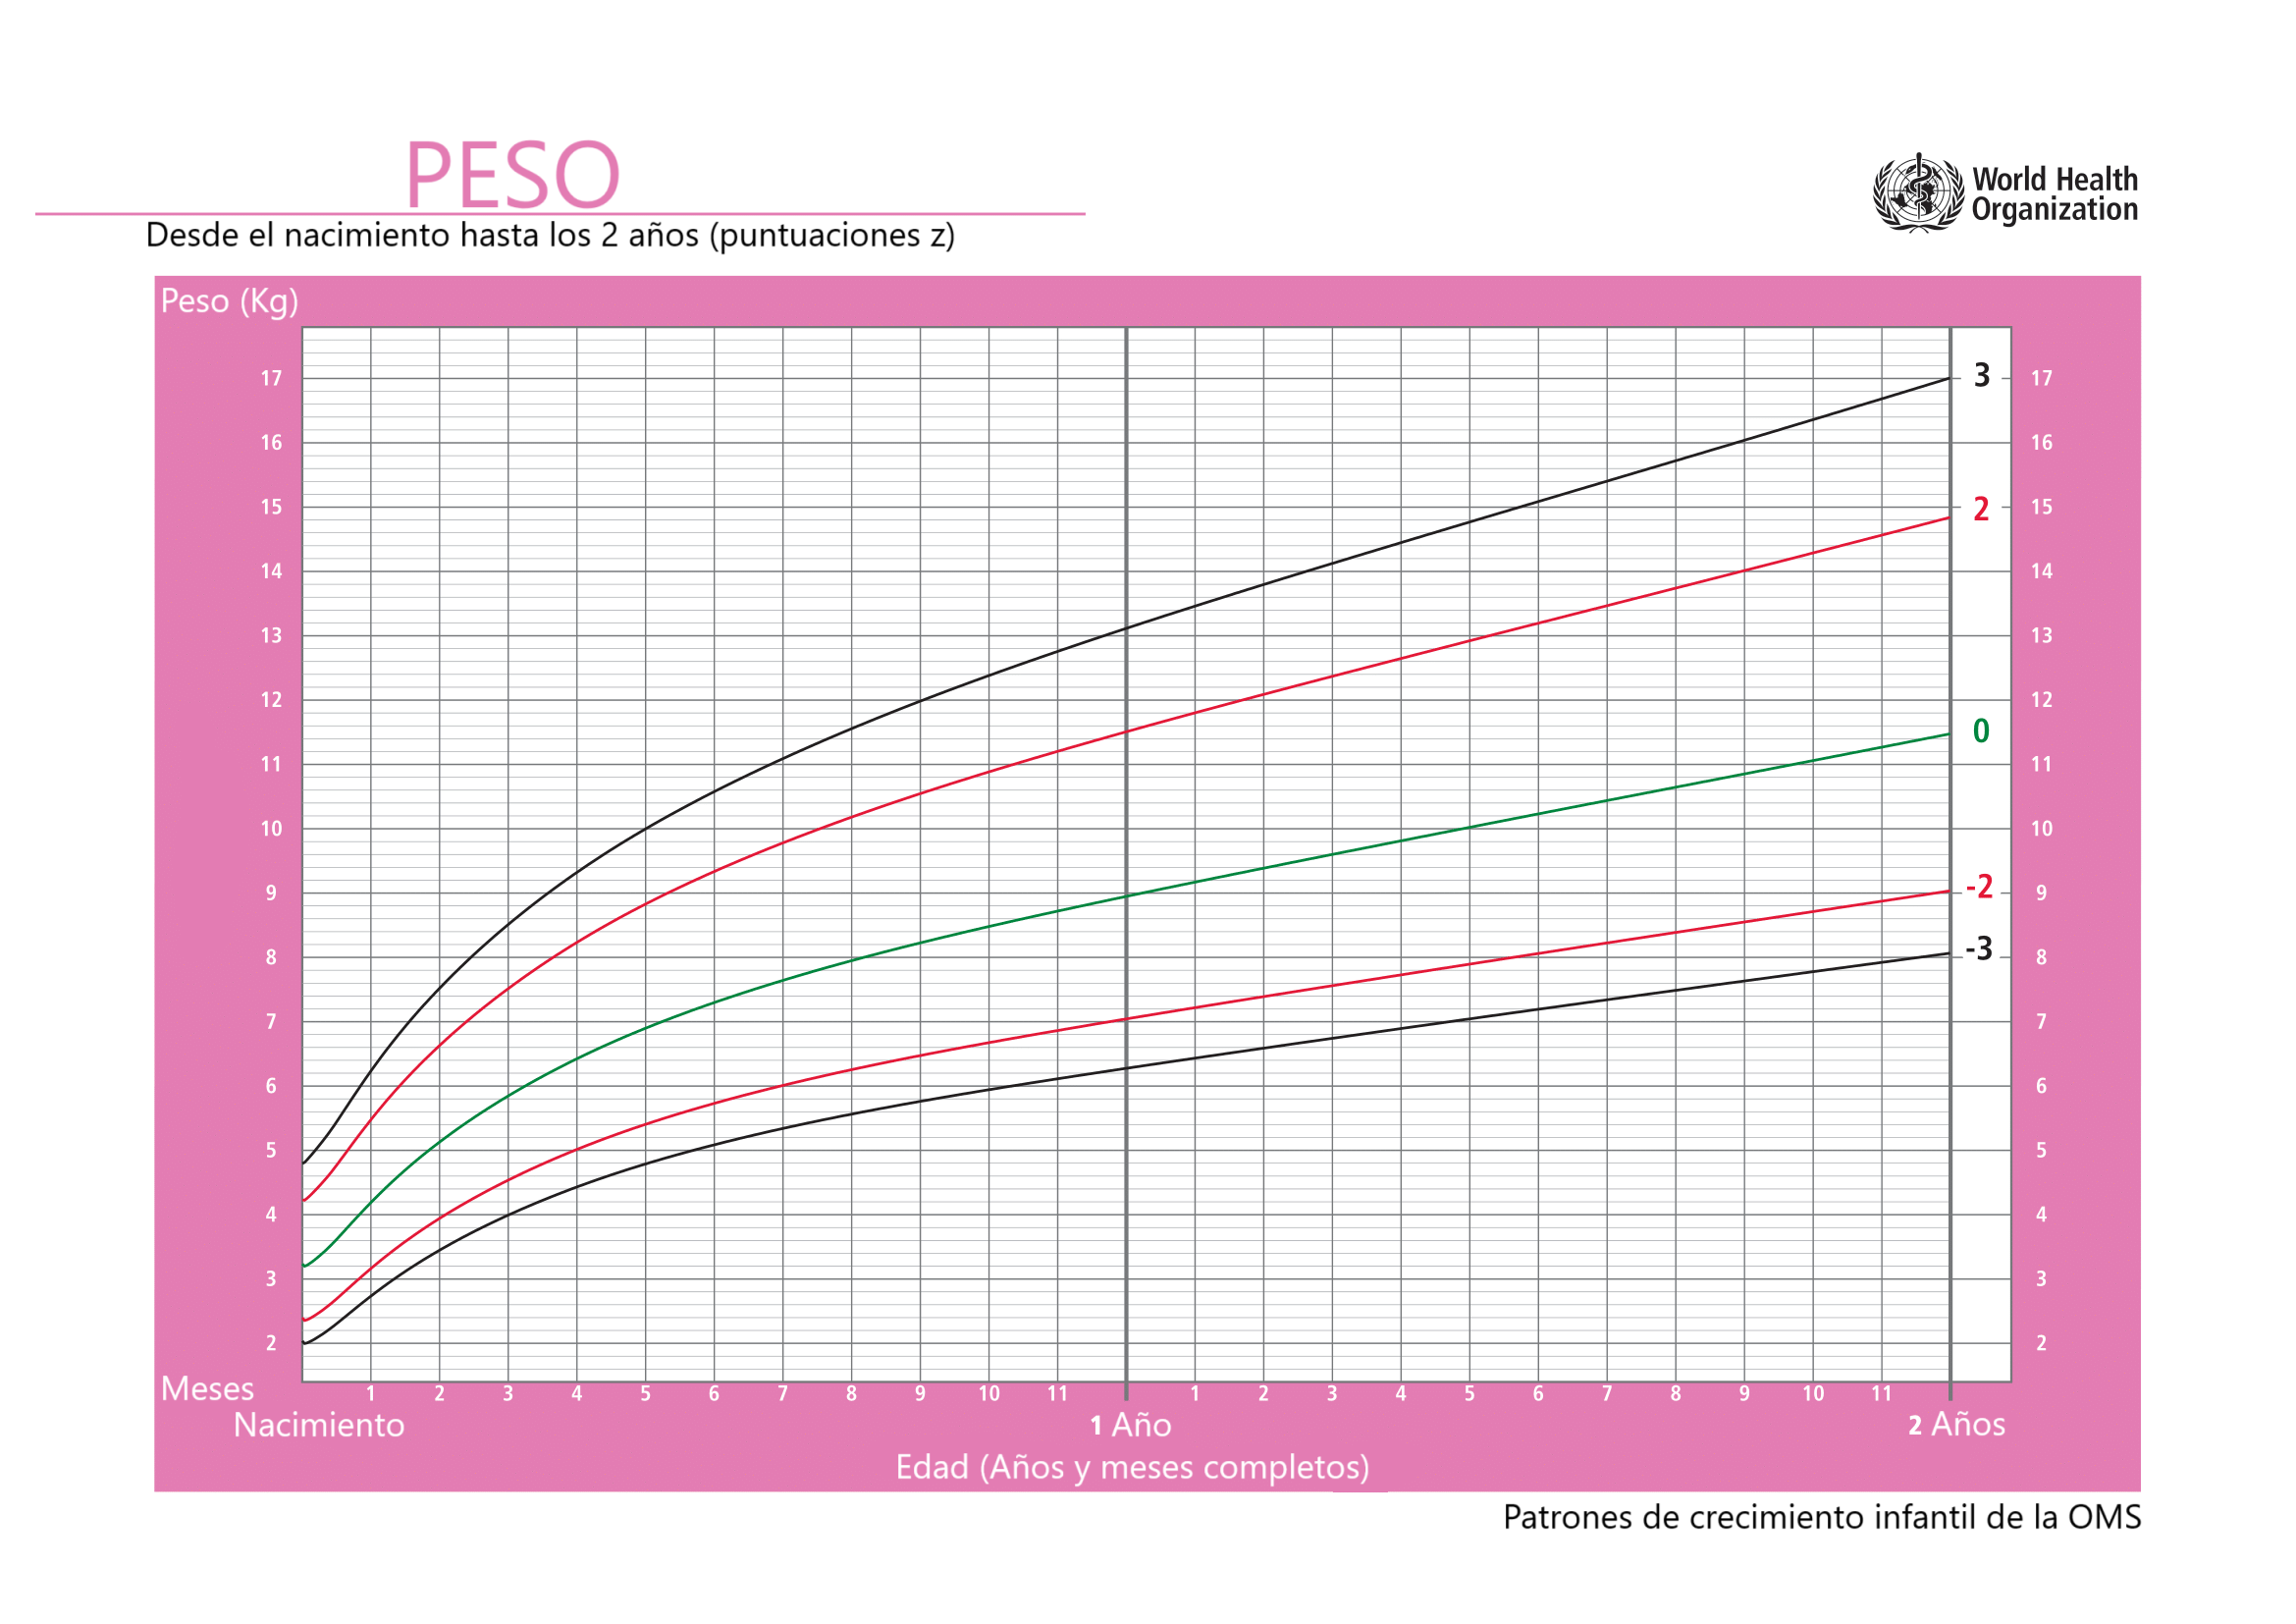 PESO
World Health
Organization
Desde el nacimiento hasta los 2 años (puntuaciones z)
Peso (Kg)
17 3 17
16 16
15 2 15
14 14
13 13
12 12
11 0 11
10 10
9 -2 9
8 -3 8
7 7
6 6
5 5
4 4
3 3
2 2
Meses 1 2 3 4 5 6 7 8 9 10 11 1 2 3 4 5 6 7 8 9 10 11
Nacimiento 1 Año 2 Años
Edad (Años y meses completos)
Patrones de crecimiento infantil de la OMS